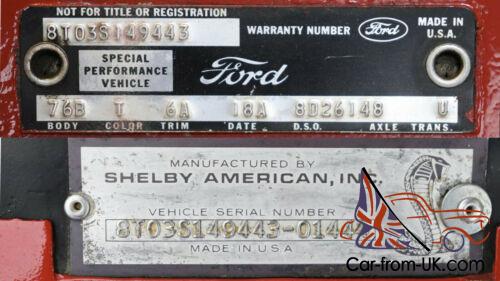 NOT FOR TITLE OR REGISTRATION
8T03S149443
WARRANTY NUMBER
Ford
MADE IN
U.S.A.
SPECIAL
PERFORMANCE
VEHICLE
Ford
76B T 6A 18A 8D26148 U
BODY COLOR TRIM DATE D.S.O. AXLE TRANS.
MANUFACTURED BY
SHELBY AMERICAN, INC.
VEHICLE SERIAL NUMBER
MADE IN U.S.A
Car-from-UK.com